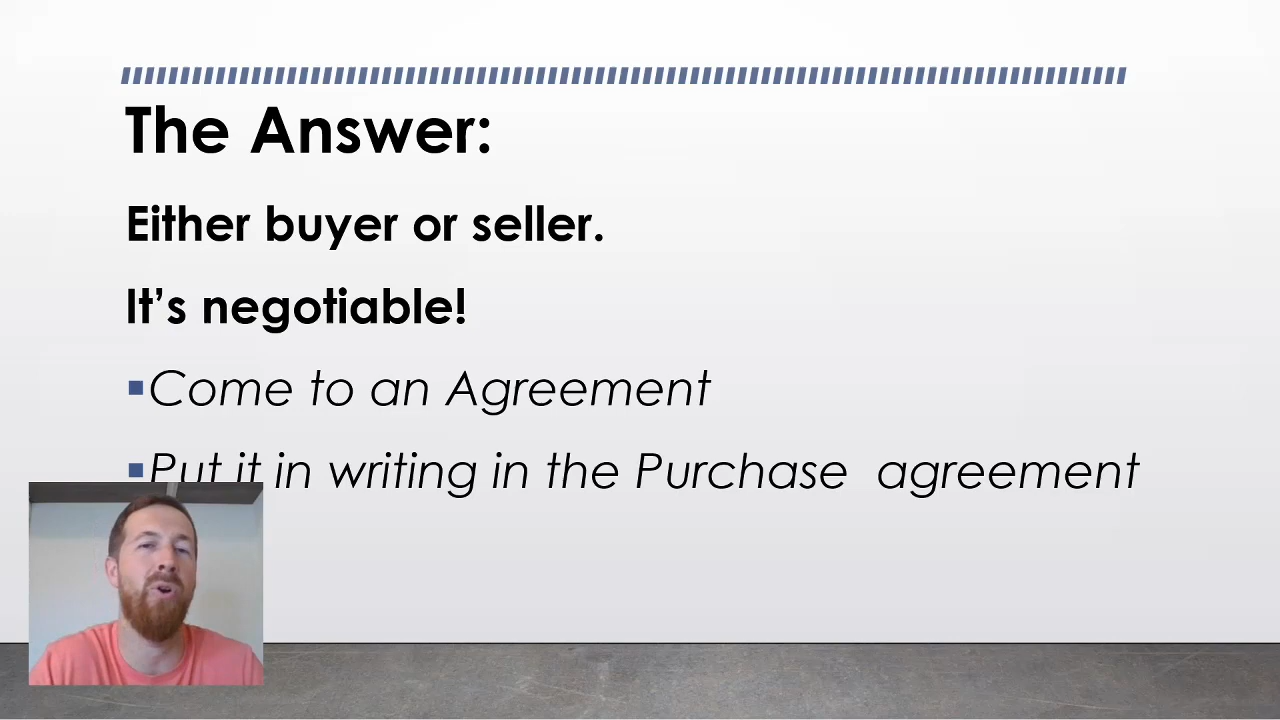 The Answer:
Either buyer or seller.
It’s negotiable!
▪Come to an Agreement
▪Put it in writing in the Purchase  agreement